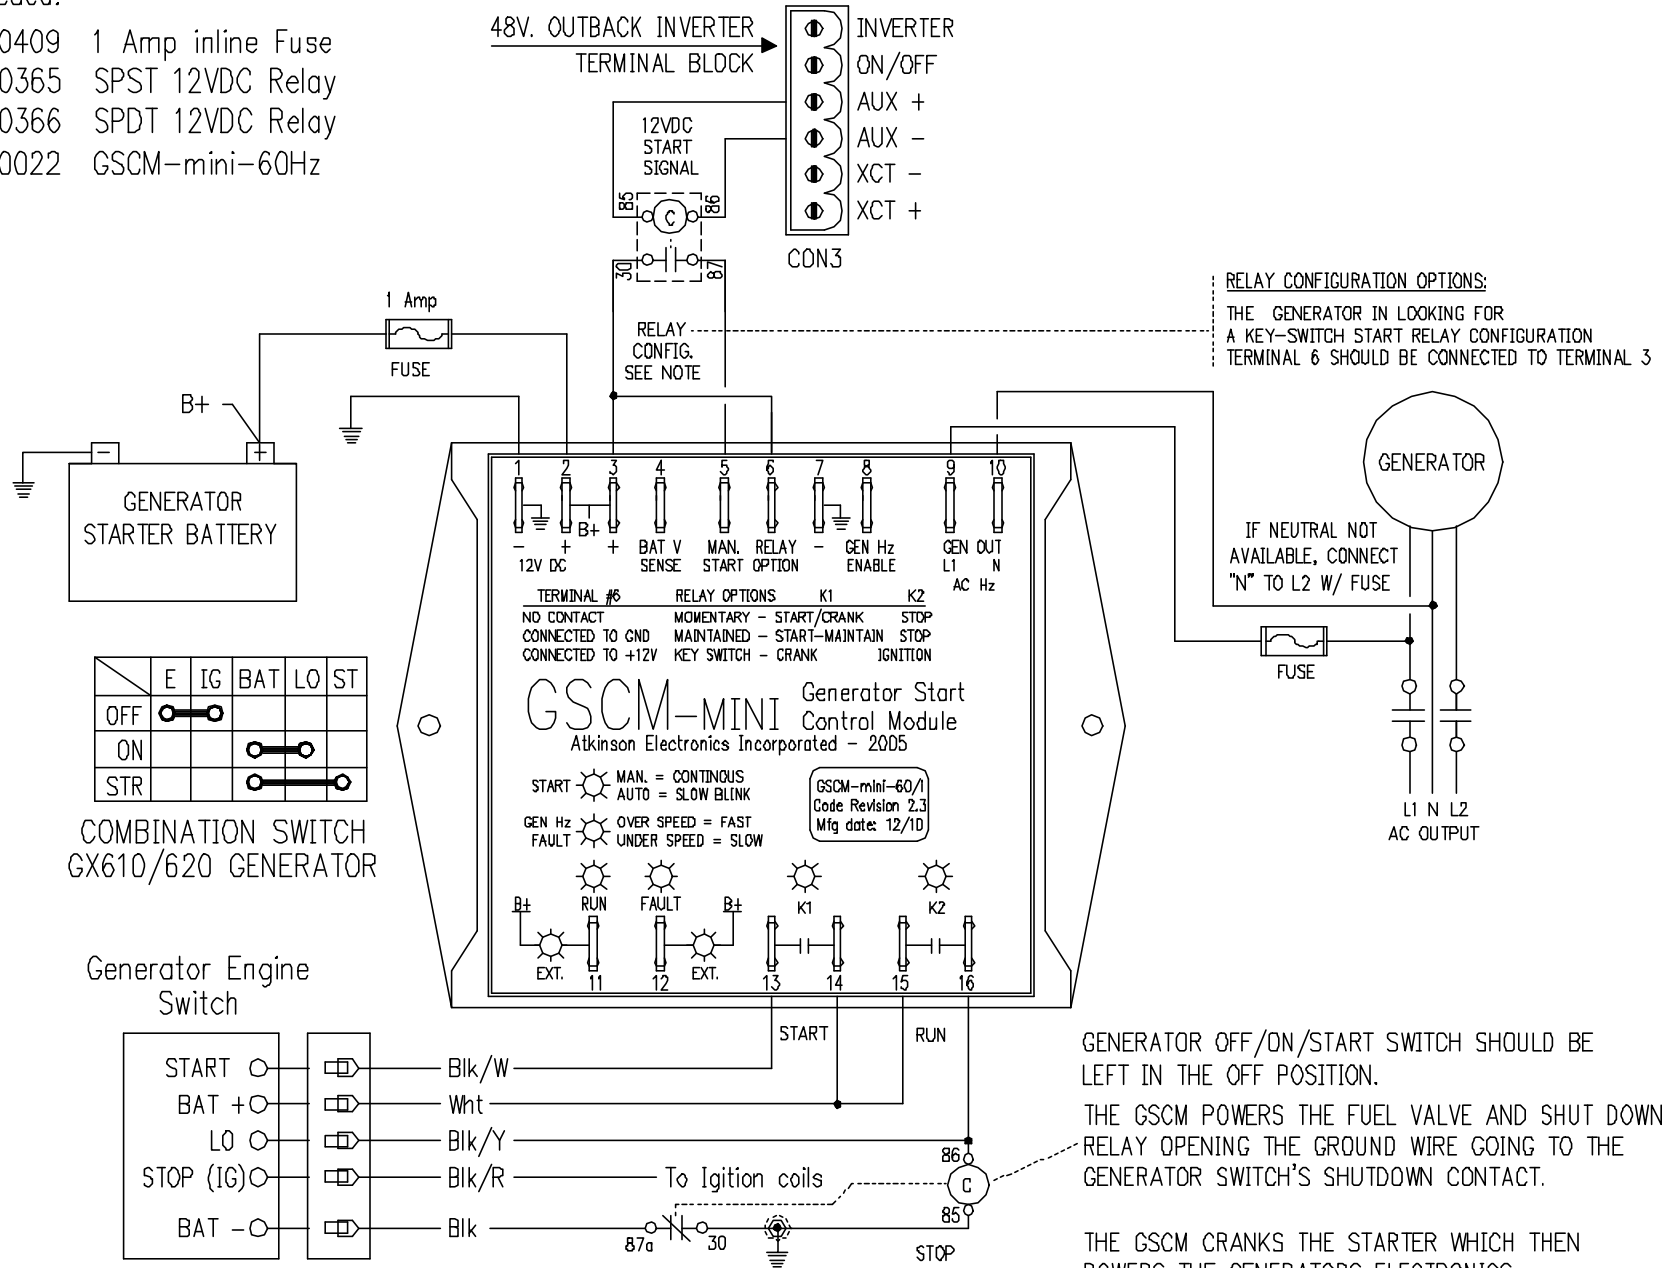 0409 1 Amp inline Fuse
0365 SPST 12VDC Relay
0366 SPDT 12VDC Relay
0022 GSCM-mini-60Hz
48V. OUTBACK INVERTER
TERMINAL BLOCK
INVERTER
ON/OFF
AUX +
AUX -
XCT -
XCT +
CON3
12VDC
START
SIGNAL
85
C
86
30
87
RELAY
CONFIG.
SEE NOTE
RELAY CONFIGURATION OPTIONS:
THE GENERATOR IN LOOKING FOR
A KEY-SWITCH START RELAY CONFIGURATION
TERMINAL 6 SHOULD BE CONNECTED TO TERMINAL 3
1 Amp
FUSE
B+
- +
GENERATOR
STARTER BATTERY
GENERATOR
IF NEUTRAL NOT
AVAILABLE, CONNECT
"N" TO L2 W/ FUSE
FUSE
L1 N L2
AC OUTPUT
1 2 3 4 5 6 7 8 9 10
B+
- + + BAT V MAN. RELAY - GEN Hz GEN OUT
12V DC SENSE START OPTION ENABLE L1 N
AC Hz
TERMINAL #6 RELAY OPTIONS K1 K2
NO CONTACT MOMENTARY - START/CRANK STOP
CONNECTED TO GND MAINTAINED - START-MAINTAIN STOP
CONNECTED TO +12V KEY SWITCH - CRANK IGNITION
GSCM-MINI Generator Start
Control Module
Atkinson Electronics Incorporated - 2005
START MAN. = CONTINOUS
AUTO = SLOW BLINK
GEN Hz OVER SPEED = FAST
FAULT UNDER SPEED = SLOW
GSCM-mini-60/1
Code Revision 2.3
Mfg date: 12/10
B+ RUN FAULT B+ K1 K2
EXT. 11 12 EXT. 13 14 15 16
E IG BAT LO ST
OFF
ON
STR
COMBINATION SWITCH
GX610/620 GENERATOR
Generator Engine
Switch
START
BAT +
LO
STOP (IG)
BAT -
Blk/W
Wht
Blk/Y
Blk/R
Blk
START
RUN
To Igition coils
87a
30
86
C
85
STOP
GENERATOR OFF/ON/START SWITCH SHOULD BE
LEFT IN THE OFF POSITION.
THE GSCM POWERS THE FUEL VALVE AND SHUT DOWN
RELAY OPENING THE GROUND WIRE GOING TO THE
GENERATOR SWITCH'S SHUTDOWN CONTACT.
THE GSCM CRANKS THE STARTER WHICH THEN
POWERS THE GENERATORS ELECTRONICS